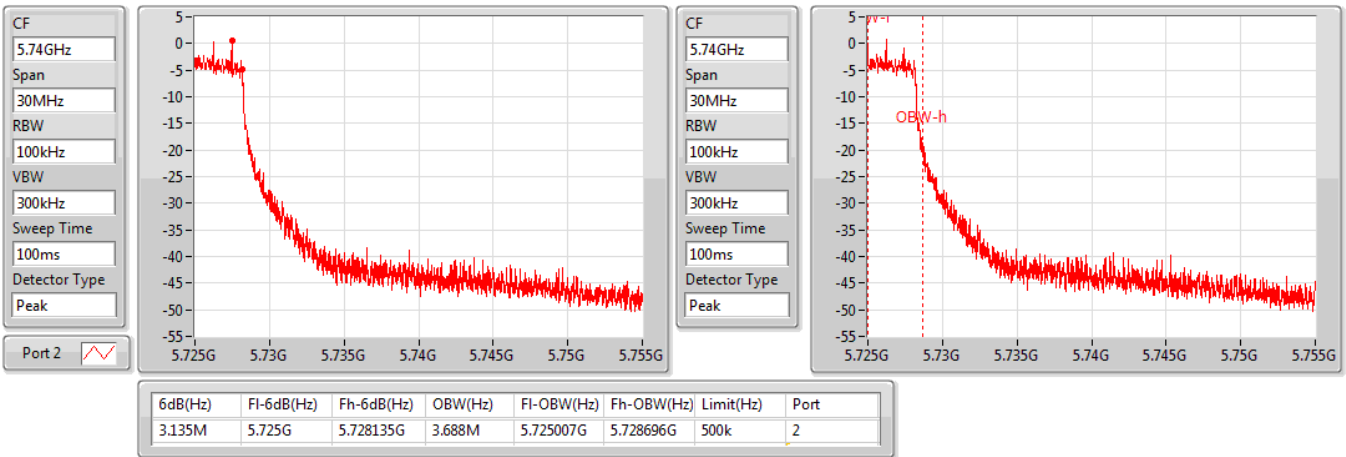 CF
5.74GHz
Span
30MHz
RBW
100kHz
VBW
300kHz
Sweep Time
100ms
Detector Type
Peak
Port 2
5
0
-5
-10
-15
-20
-25
-30
-35
-40
-45
-50
-55
5.725G 5.73G 5.735G 5.74G 5.745G 5.75G 5.755G
CF
5.74GHz
Span
30MHz
RBW
100kHz
VBW
300kHz
Sweep Time
100ms
Detector Type
Peak
5
0
-5
-10
-15
-20
-25
-30
-35
-40
-45
-50
-55
OBW-h
5.725G 5.73G 5.735G 5.74G 5.745G 5.75G 5.755G
6dB(Hz) Fl-6dB(Hz) Fh-6dB(Hz) OBW(Hz) Fl-OBW(Hz) Fh-OBW(Hz) Limit(Hz) Port
3.135M 5.725G 5.728135G 3.688M 5.725007G 5.728696G 500k 2